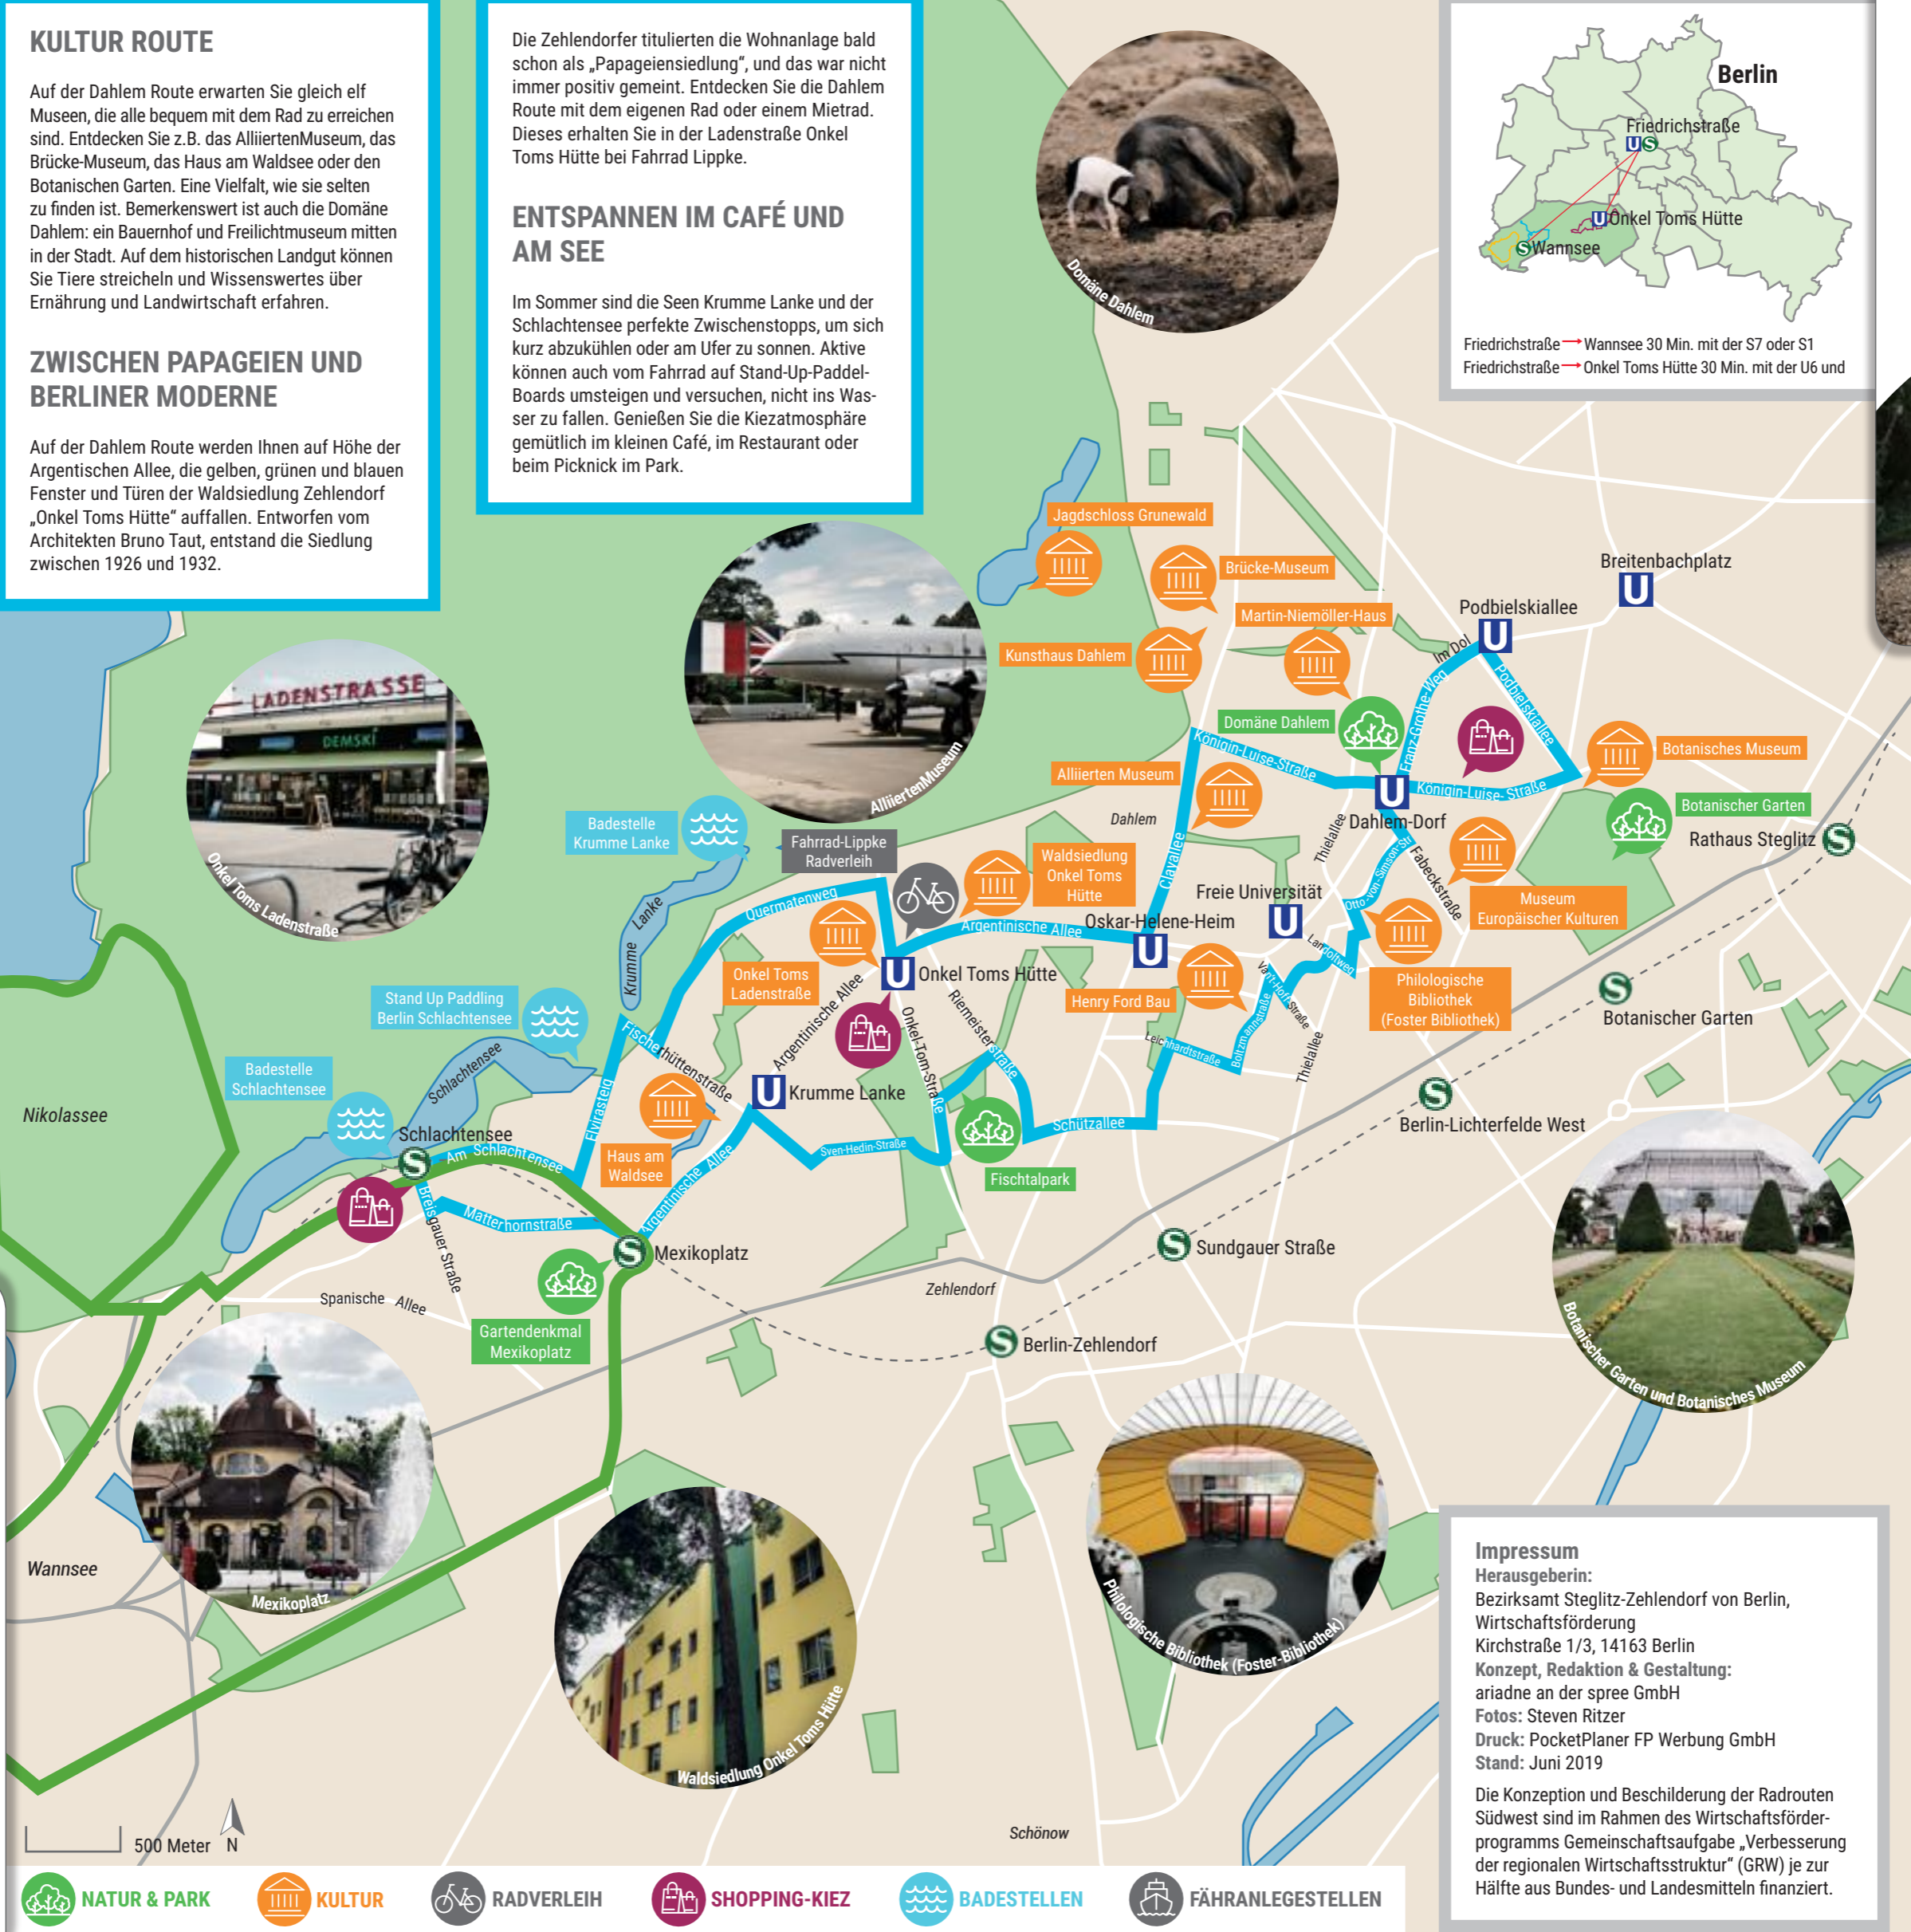 KULTUR ROUTE
Auf der Dahlem Route erwarten Sie gleich elf
Museen, die alle bequem mit dem Rad zu erreichen
sind. Entdecken Sie z.B. das AlliiertenMuseum, das
Brücke-Museum, das Haus am Waldsee oder den
Botanischen Garten. Eine Vielfalt, wie sie selten
zu finden ist. Bemerkenswert ist auch die Domäne
Dahlem: ein Bauernhof und Freilichtmuseum mitten
in der Stadt. Auf dem historischen Landgut können
Sie Tiere streicheln und Wissenswertes über
Ernährung und Landwirtschaft erfahren.
ZWISCHEN PAPAGEIEN UND
BERLINER MODERNE
Auf der Dahlem Route werden Ihnen auf Höhe der
Argentischen Allee, die gelben, grünen und blauen
Fenster und Türen der Waldsiedlung Zehlendorf
„Onkel Toms Hütte“ auffallen. Entworfen vom
Architekten Bruno Taut, entstand die Siedlung
zwischen 1926 und 1932.
Die Zehlendorfer titulierten die Wohnanlage bald
schon als „Papageiensiedlung“, und das war nicht
immer positiv gemeint. Entdecken Sie die Dahlem
Route mit dem eigenen Rad oder einem Mietrad.
Dieses erhalten Sie in der Ladenstraße Onkel
Toms Hütte bei Fahrrad Lippke.
ENTSPANNEN IM CAFÉ UND
AM SEE
Im Sommer sind die Seen Krumme Lanke und der
Schlachtensee perfekte Zwischenstopps, um sich
kurz abzukühlen oder am Ufer zu sonnen. Aktive
können auch vom Fahrrad auf Stand-Up-Paddel-
Boards umsteigen und versuchen, nicht ins Was-
ser zu fallen. Genießen Sie die Kiezatmosphäre
gemütlich im kleinen Café, im Restaurant oder
beim Picknick im Park.
Domäne Dahlem
Berlin
Friedrichstraße
U S
U Onkel Toms Hütte
S Wannsee
Friedrichstraße → Wannsee 30 Min. mit der S7 oder S1
Friedrichstraße → Onkel Toms Hütte 30 Min. mit der U6 und
Jagdschloss Grunewald
Brücke-Museum
Martin-Niemöller-Haus
Kunsthaus Dahlem
Breitenbachplatz
U
Podbielskiallee
U
Im Dol
Franz-Grothe-Weg
Podbielskiallee
Domäne Dahlem
Königin-Luise-Straße
Botanisches Museum
Alliierten Museum
U
Königin-Luise-Straße
Botanischer Garten
Dahlem-Dorf
Rathaus Steglitz
S
LADENSTRASSE
DEMSKI
Onkel Toms Ladenstraße
AlliiertenMuseum
Badestelle
Krumme Lanke
Fahrrad-Lippke
Radverleih
Dahlem
Waldsiedlung
Onkel Toms
Hütte
Clayallee
Thielallee
Otto-von-Simson-Str.
Fabeckstraße
Museum
Europäischer Kulturen
Freie Universität
U
Oskar-Helene-Heim
U
Quermatenweg
Argentinische Allee
Krumme Lanke
Onkel Toms
Ladenstraße
U
Onkel Toms Hütte
Landoltweg
Philologische
Bibliothek
(Foster Bibliothek)
Henry Ford Bau
Van't-Hoff-Straße
S
Botanischer Garten
Stand Up Paddling
Berlin Schlachtensee
Argentinische Allee
Onkel-Tom-Straße
Riemeisterstraße
Boltzmannstraße
Leichhardtstraße
Thielallee
Fischerhüttenstraße
Schlachtensee
Badestelle
Schlachtensee
Elvirasteig
U
Krumme Lanke
S
Berlin-Lichterfelde West
Nikolassee
Schlachtensee
S
Am Schlachtensee
Haus am
Waldsee
Argentinische Allee
Sven-Hedin-Straße
Schützallee
Fischtalpark
Breisgauer Straße
Matterhornstraße
S
Mexikoplatz
S
Sundgauer Straße
Spanische Allee
Zehlendorf
Gartendenkmal
Mexikoplatz
S
Berlin-Zehlendorf
Botanischer Garten und Botanisches Museum
Mexikoplatz
Wannsee
Waldsiedlung Onkel Toms Hütte
Philologische Bibliothek (Foster-Bibliothek)
Schönow
500 Meter
N
Impressum
Herausgeberin:
Bezirksamt Steglitz-Zehlendorf von Berlin,
Wirtschaftsförderung
Kirchstraße 1/3, 14163 Berlin
Konzept, Redaktion & Gestaltung:
ariadne an der spree GmbH
Fotos: Steven Ritzer
Druck: PocketPlaner FP Werbung GmbH
Stand: Juni 2019
Die Konzeption und Beschilderung der Radrouten
Südwest sind im Rahmen des Wirtschaftsförder-
programms Gemeinschaftsaufgabe „Verbesserung
der regionalen Wirtschaftsstruktur“ (GRW) je zur
Hälfte aus Bundes- und Landesmitteln finanziert.
NATUR & PARK
KULTUR
RADVERLEIH
SHOPPING-KIEZ
BADESTELLEN
FÄHRANLEGESTELLEN